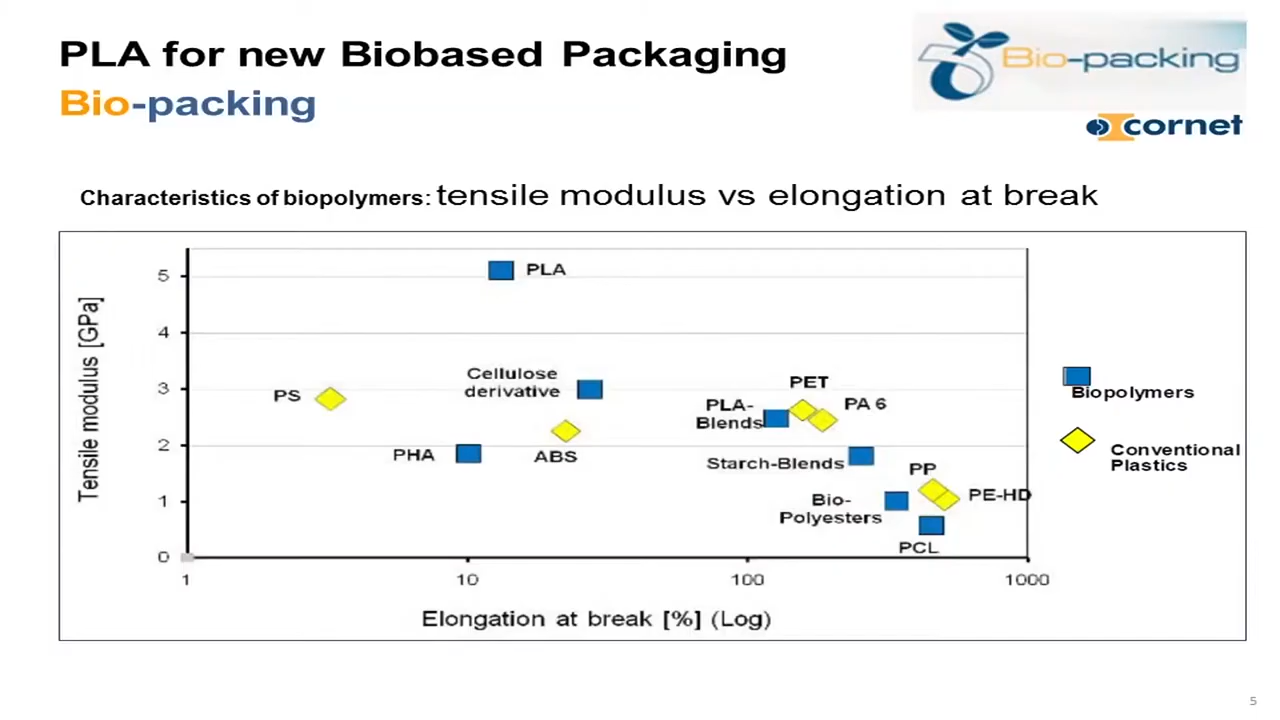 PLA for new Biobased Packaging
Bio-packing
Bio-packing
cornet
Characteristics of biopolymers: tensile modulus vs elongation at break
Tensile modulus [GPa]
5
4
3
2
1
0
PLA
Cellulose
derivative
PS
PHA
ABS
PET
PLA-
Blends
PA 6
Starch-Blends
PP
Bio-
Polyesters
PE-HD
PCL
1
10
100
1000
Elongation at break [%] (Log)
Biopolymers
Conventional
Plastics
5